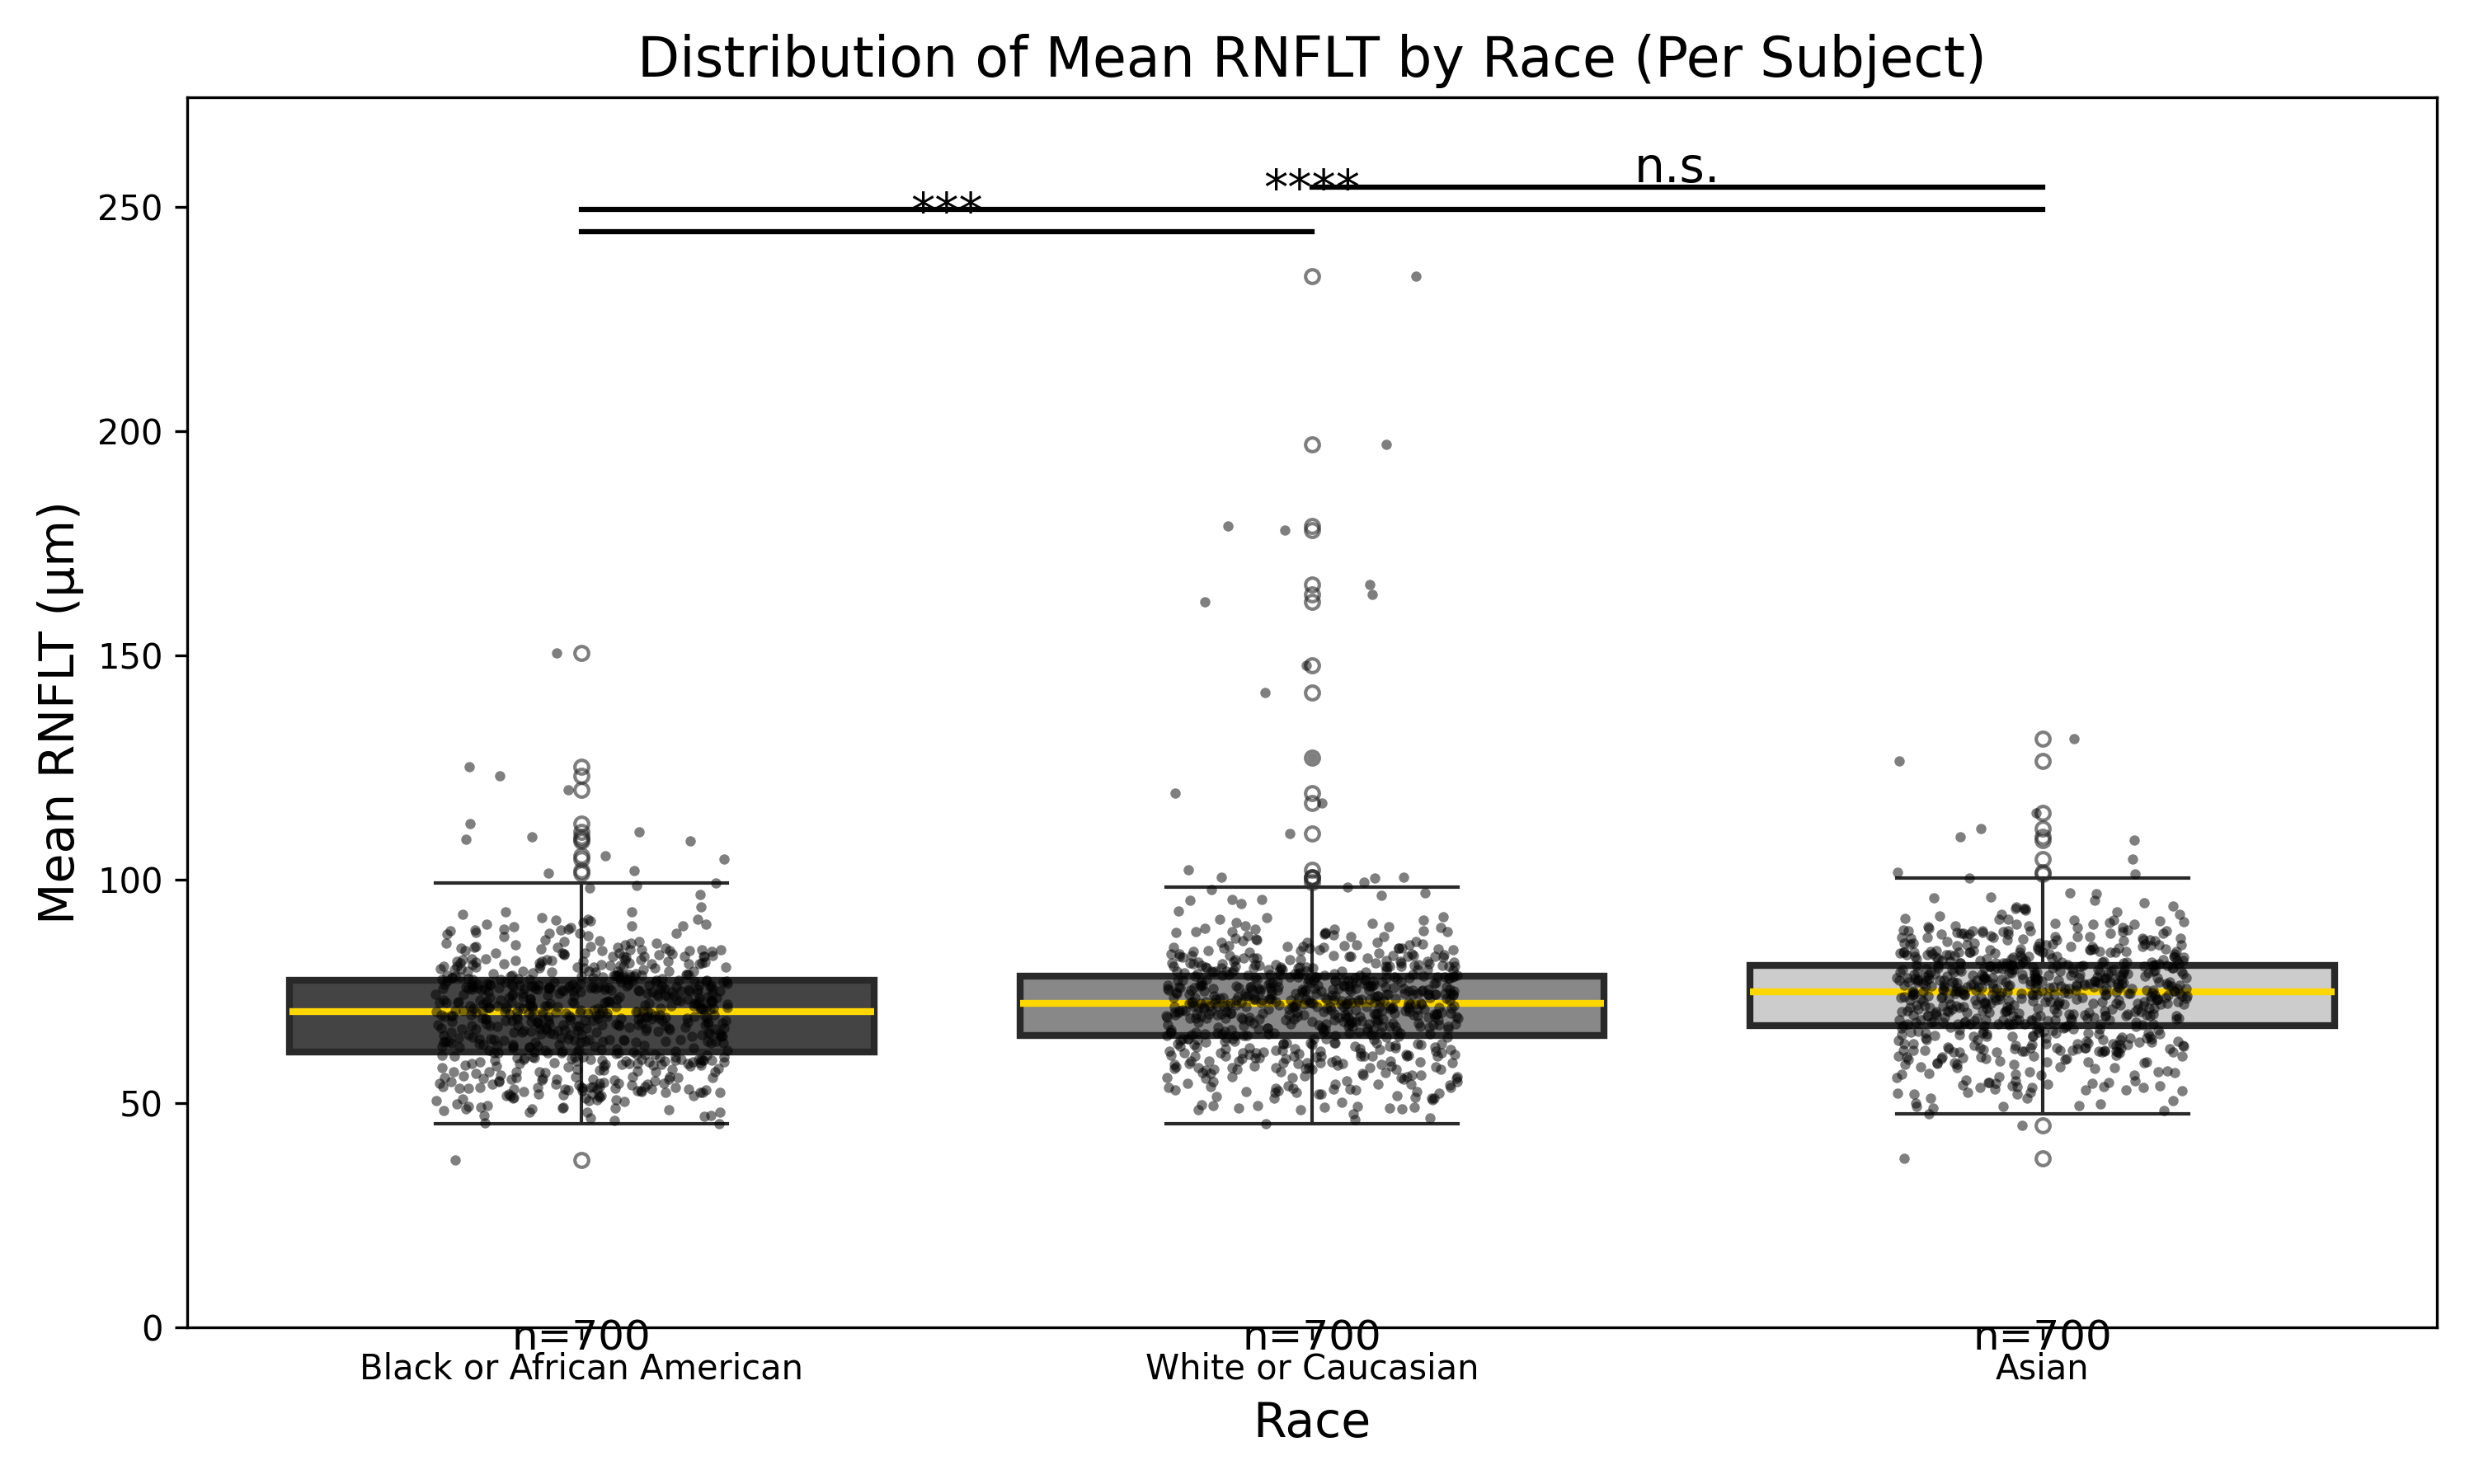 Distribution of Mean RNFLT by Race (Per Subject)
n.s.
****
***
Mean RNFLT (µm)
250
200
150
100
50
0
n=700
n=700
n=700
Black or African American
White or Caucasian
Asian
Race